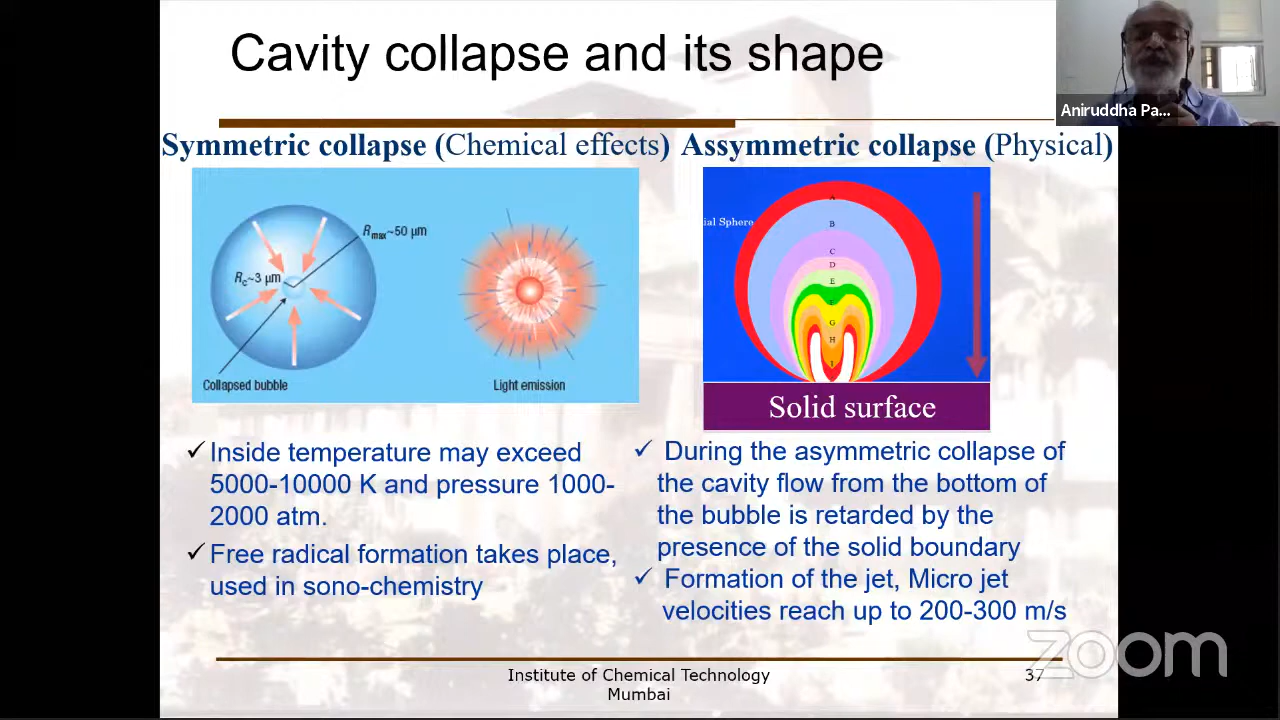 Cavity collapse and its shape
Aniruddha Pa...
Symmetric collapse (Chemical effects)
Assymmetric collapse (Physical)
Rmax~50 µm
Rc~3 µm
Collapsed bubble
Light emission
ial Sphere
A
B
C
D
E
F
G
H
I
Solid surface
✓ Inside temperature may exceed
5000-10000 K and pressure 1000-
2000 atm.
✓ Free radical formation takes place,
used in sono-chemistry
✓ During the asymmetric collapse of
the cavity flow from the bottom of
the bubble is retarded by the
presence of the solid boundary
✓ Formation of the jet, Micro jet
velocities reach up to 200-300 m/s
Institute of Chemical Technology
Mumbai
37
zoom